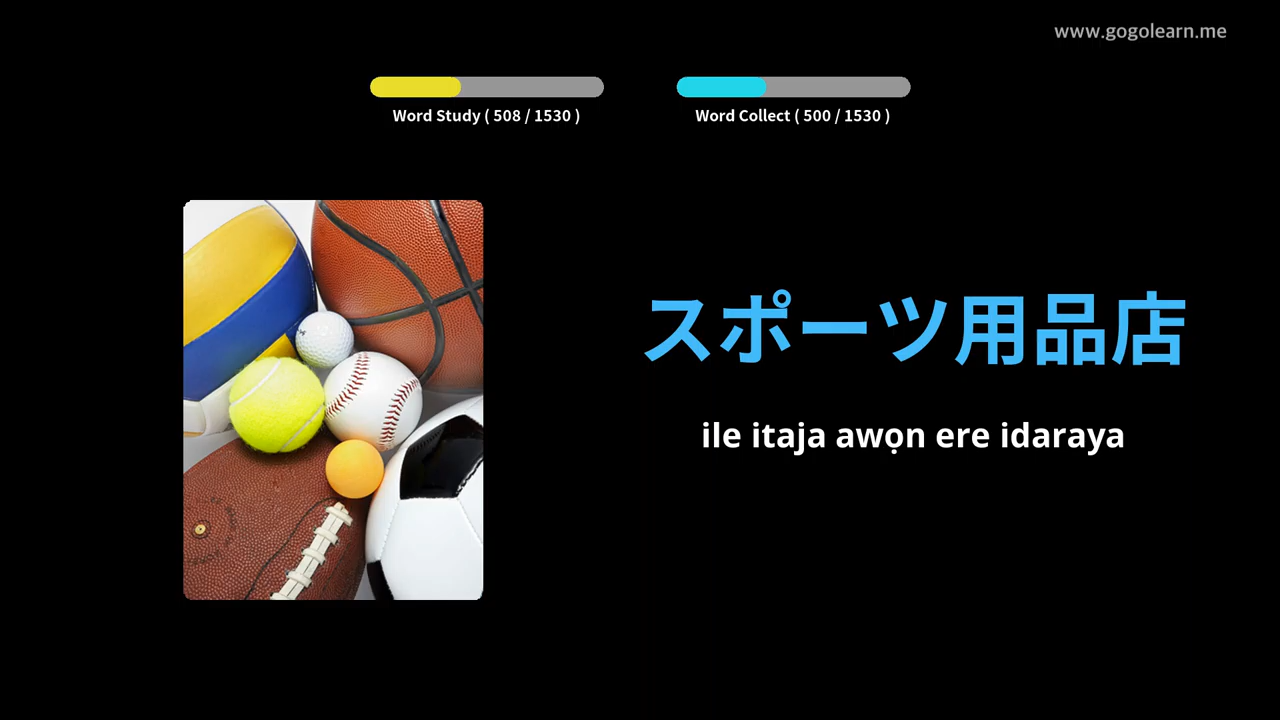 www.gogolearn.me
Word Study ( 508 / 1530 )
Word Collect ( 500 / 1530 )
スポーツ用品店
ile itaja awọn ere idaraya